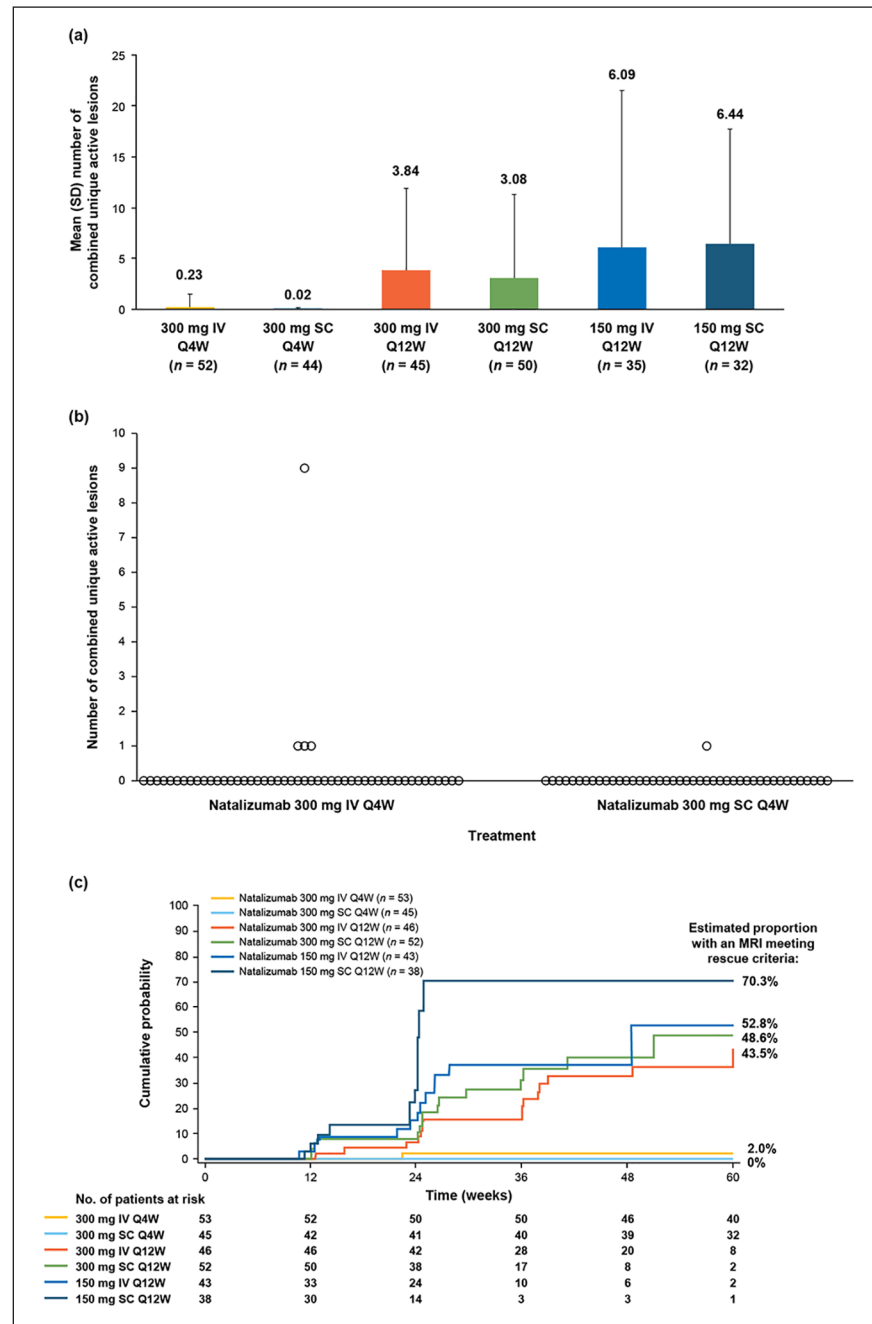 (a)
Mean (SD) number of
combined unique active lesions
25
20
15
10
5
0
0.23
0.02
3.84
3.08
6.09
6.44
300 mg IV
Q4W
(n = 52)
300 mg SC
Q4W
(n = 44)
300 mg IV
Q12W
(n = 45)
300 mg SC
Q12W
(n = 50)
150 mg IV
Q12W
(n = 35)
150 mg SC
Q12W
(n = 32)
(b)
Number of combined unique active lesions
10
9
8
7
6
5
4
3
2
1
0
Natalizumab 300 mg IV Q4W
Natalizumab 300 mg SC Q4W
Treatment
(c)
Cumulative probability
100
90
80
70
60
50
40
30
20
10
0
Natalizumab 300 mg IV Q4W (n = 53)
Natalizumab 300 mg SC Q4W (n = 45)
Natalizumab 300 mg IV Q12W (n = 46)
Natalizumab 300 mg SC Q12W (n = 52)
Natalizumab 150 mg IV Q12W (n = 43)
Natalizumab 150 mg SC Q12W (n = 38)
Estimated proportion
with an MRI meeting
rescue criteria:
70.3%
52.8%
48.6%
43.5%
2.0%
0%
0 12 24 36 48 60
Time (weeks)
No. of patients at risk
300 mg IV Q4W 53 52 50 50 46 40
300 mg SC Q4W 45 42 41 40 39 32
300 mg IV Q12W 46 46 42 28 20 8
300 mg SC Q12W 52 50 38 17 8 2
150 mg IV Q12W 43 33 24 10 6 2
150 mg SC Q12W 38 30 14 3 3 1